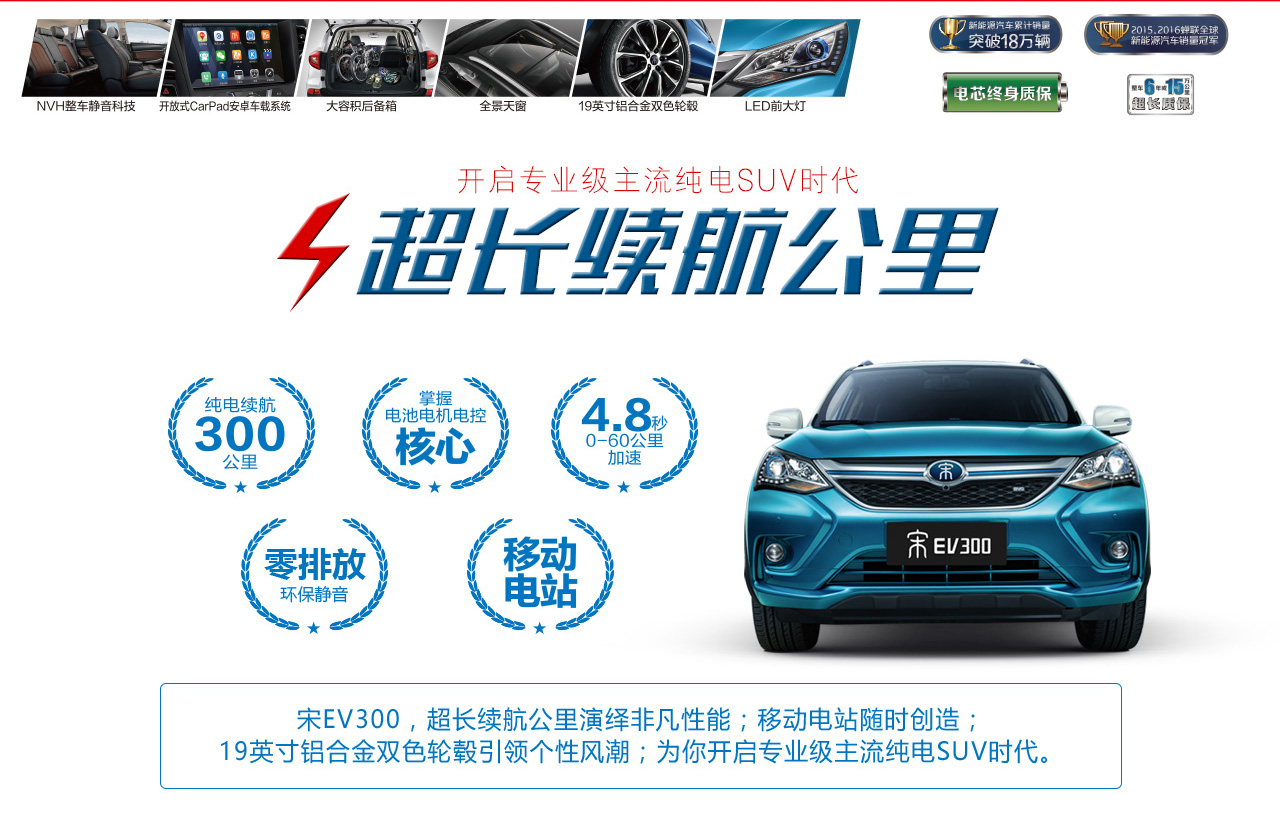 NVH整车静音科技
开放式CarPad安卓车载系统
大容积后备箱
全景天窗
19英寸铝合金双色轮毂
LED前大灯
新能源汽车累计销量
突破18万辆
2015、2016蝉联全球
新能源汽车销量冠军
电芯终身质保
整车6年或15万公里
超长质保
开启专业级主流纯电SUV时代
超长续航公里
纯电续航
300
公里
掌握
电池电机电控
核心
4.8秒
0-60公里
加速
零排放
环保静音
移动
电站
宋
宋EV300
宋EV300，超长续航公里演绎非凡性能；移动电站随时创造；
19英寸铝合金双色轮毂引领个性风潮；为你开启专业级主流纯电SUV时代。